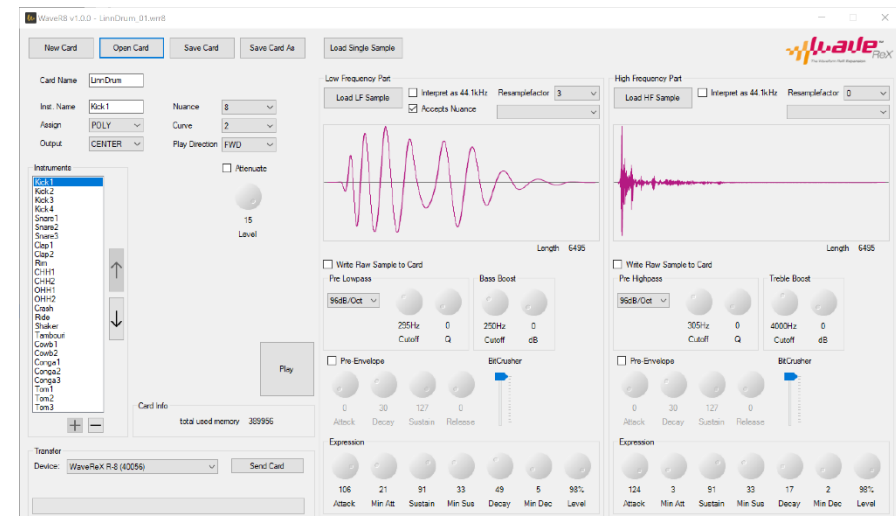 WaveR8 v1.0.0 - LinnDrum_01.wrr8
New Card Open Card Save Card Save Card As Load Single Sample
wave ReX
Card Name LinnDrum
Inst. Name Kick1 Nuance 8
Assign POLY Curve 2
Output CENTER Play Direction FWD
Attenuate
15
Level
Instruments
Kick1
Kick2
Kick3
Kick4
Snare1
Snare2
Snare3
Clap1
Clap2
Rim
CHH1
CHH2
OHH1
OHH2
Crash
Ride
Shaker
Tambouri
Cowb1
Cowb2
Conga1
Conga2
Conga3
Tom1
Tom2
Tom3
Play
Card Info
total used memory 389956
Transfer
Device: WaveReX R-8 (40056) Send Card
Low Frequency Part
Load LF Sample Interpret as 44.1kHz Resamplefactor 3
Accepts Nuance
Length 6495
Write Raw Sample to Card
Pre Lowpass Bass Boost
96dB/Oct
295Hz 0 250Hz 0
Cutoff Q Cutoff dB
Pre-Envelope BitCrusher
0 30 127 0
Attack Decay Sustain Release
Expression
106 21 91 33 49 5 98%
Attack Min Att Sustain Min Sus Decay Min Dec Level
High Frequency Part
Load HF Sample Interpret as 44.1kHz Resamplefactor 0
Length 6495
Write Raw Sample to Card
Pre Highpass Treble Boost
96dB/Oct
305Hz 0 4000Hz 0
Cutoff Q Cutoff dB
Pre-Envelope BitCrusher
0 30 127 0
Attack Decay Sustain Release
Expression
124 3 91 33 17 2 98%
Attack Min Att Sustain Min Sus Decay Min Dec Level